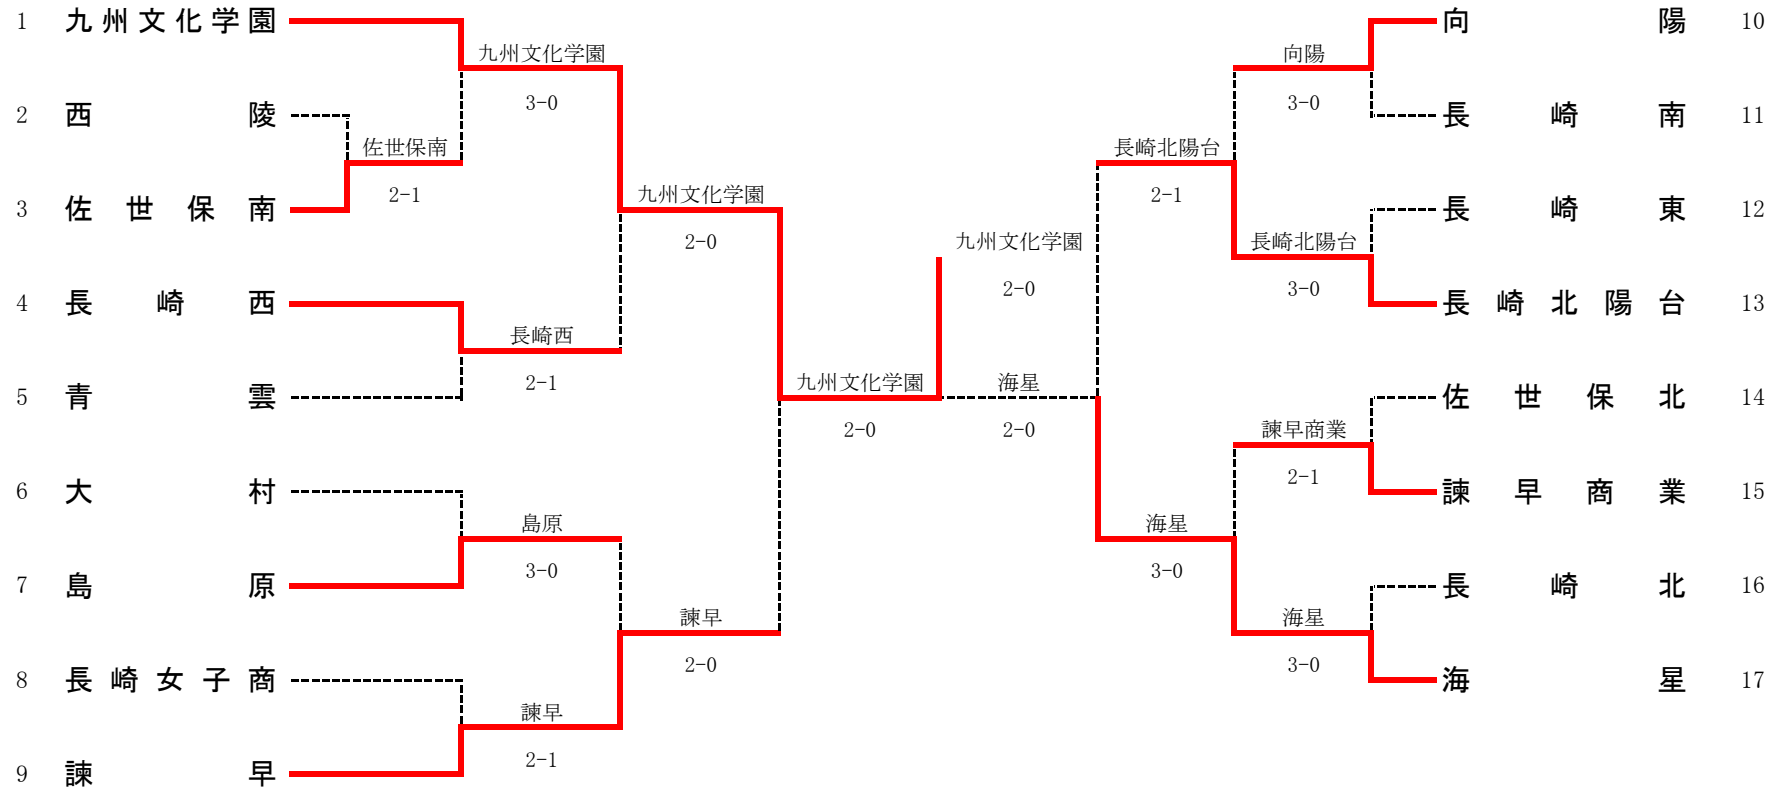 1 九州文化学園
九州文化学園
3-0
2 西陵
佐世保南
2-1
3 佐世保南
九州文化学園
2-0
4 長崎西
長崎西
2-1
5 青雲
九州文化学園
2-0
6 大村
島原
3-0
7 島原
諫早
2-0
8 長崎女子商
諫早
2-1
9 諫早
九州文化学園
2-0
海星
2-0
向陽 10
向陽
3-0
長崎南 11
長崎北陽台
2-1
長崎東 12
長崎北陽台
3-0
長崎北陽台 13
佐世保北 14
諫早商業
2-1
諫早商業 15
海星
3-0
長崎北 16
海星
3-0
海星 17